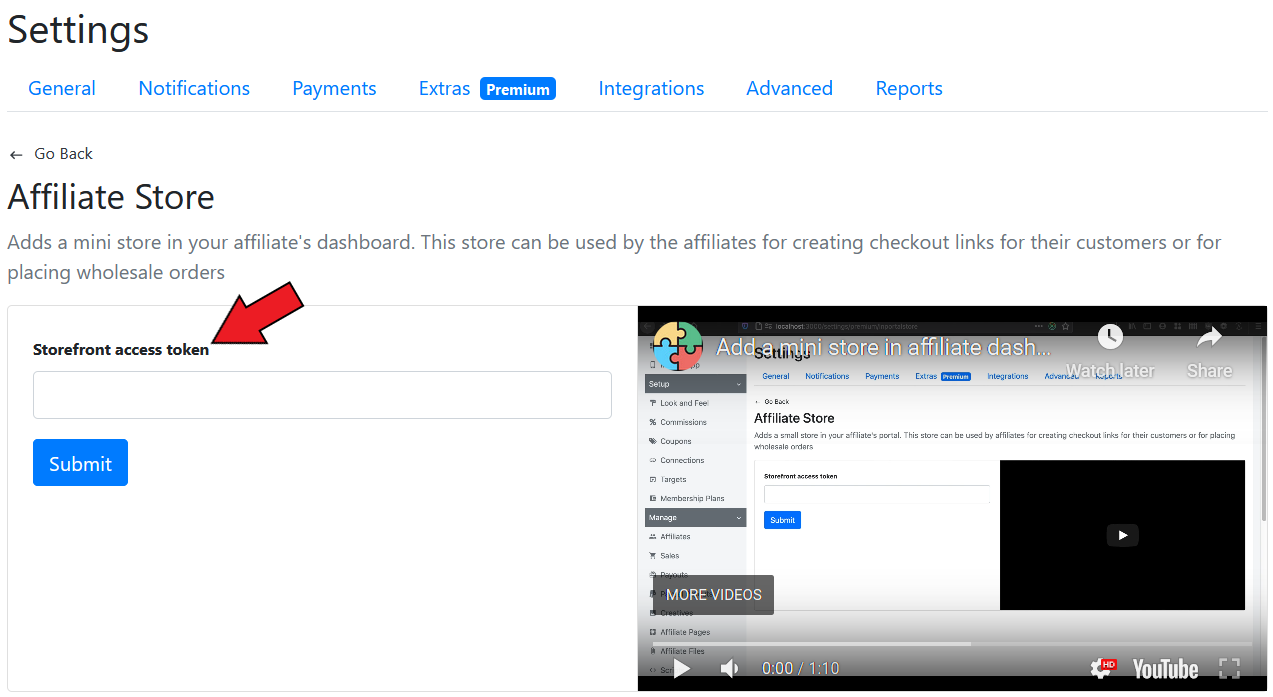 Settings
General Notifications Payments Extras Premium Integrations Advanced Reports
← Go Back
Affiliate Store
Adds a mini store in your affiliate's dashboard. This store can be used by the affiliates for creating checkout links for their customers or for
placing wholesale orders
Storefront access token
Submit
localhost:3000/settings/premium/inportalstore
Add a mini store in affiliate dash...
Watch later
Share
Settings
General Notifications Payments Extras Premium Integrations Advanced Reports
Setup
Look and Feel
Commissions
Coupons
Connections
Targets
Membership Plans
Manage
Affiliates
Sales
Payouts
Creatives
Affiliate Pages
Affiliate Files
← Go Back
Affiliate Store
Adds a small store in your affiliate's portal. This store can be used by affiliates for creating checkout links for their customers or for placing
wholesale orders
Storefront access token
Submit
MORE VIDEOS
0:00 / 1:10
HD
YouTube